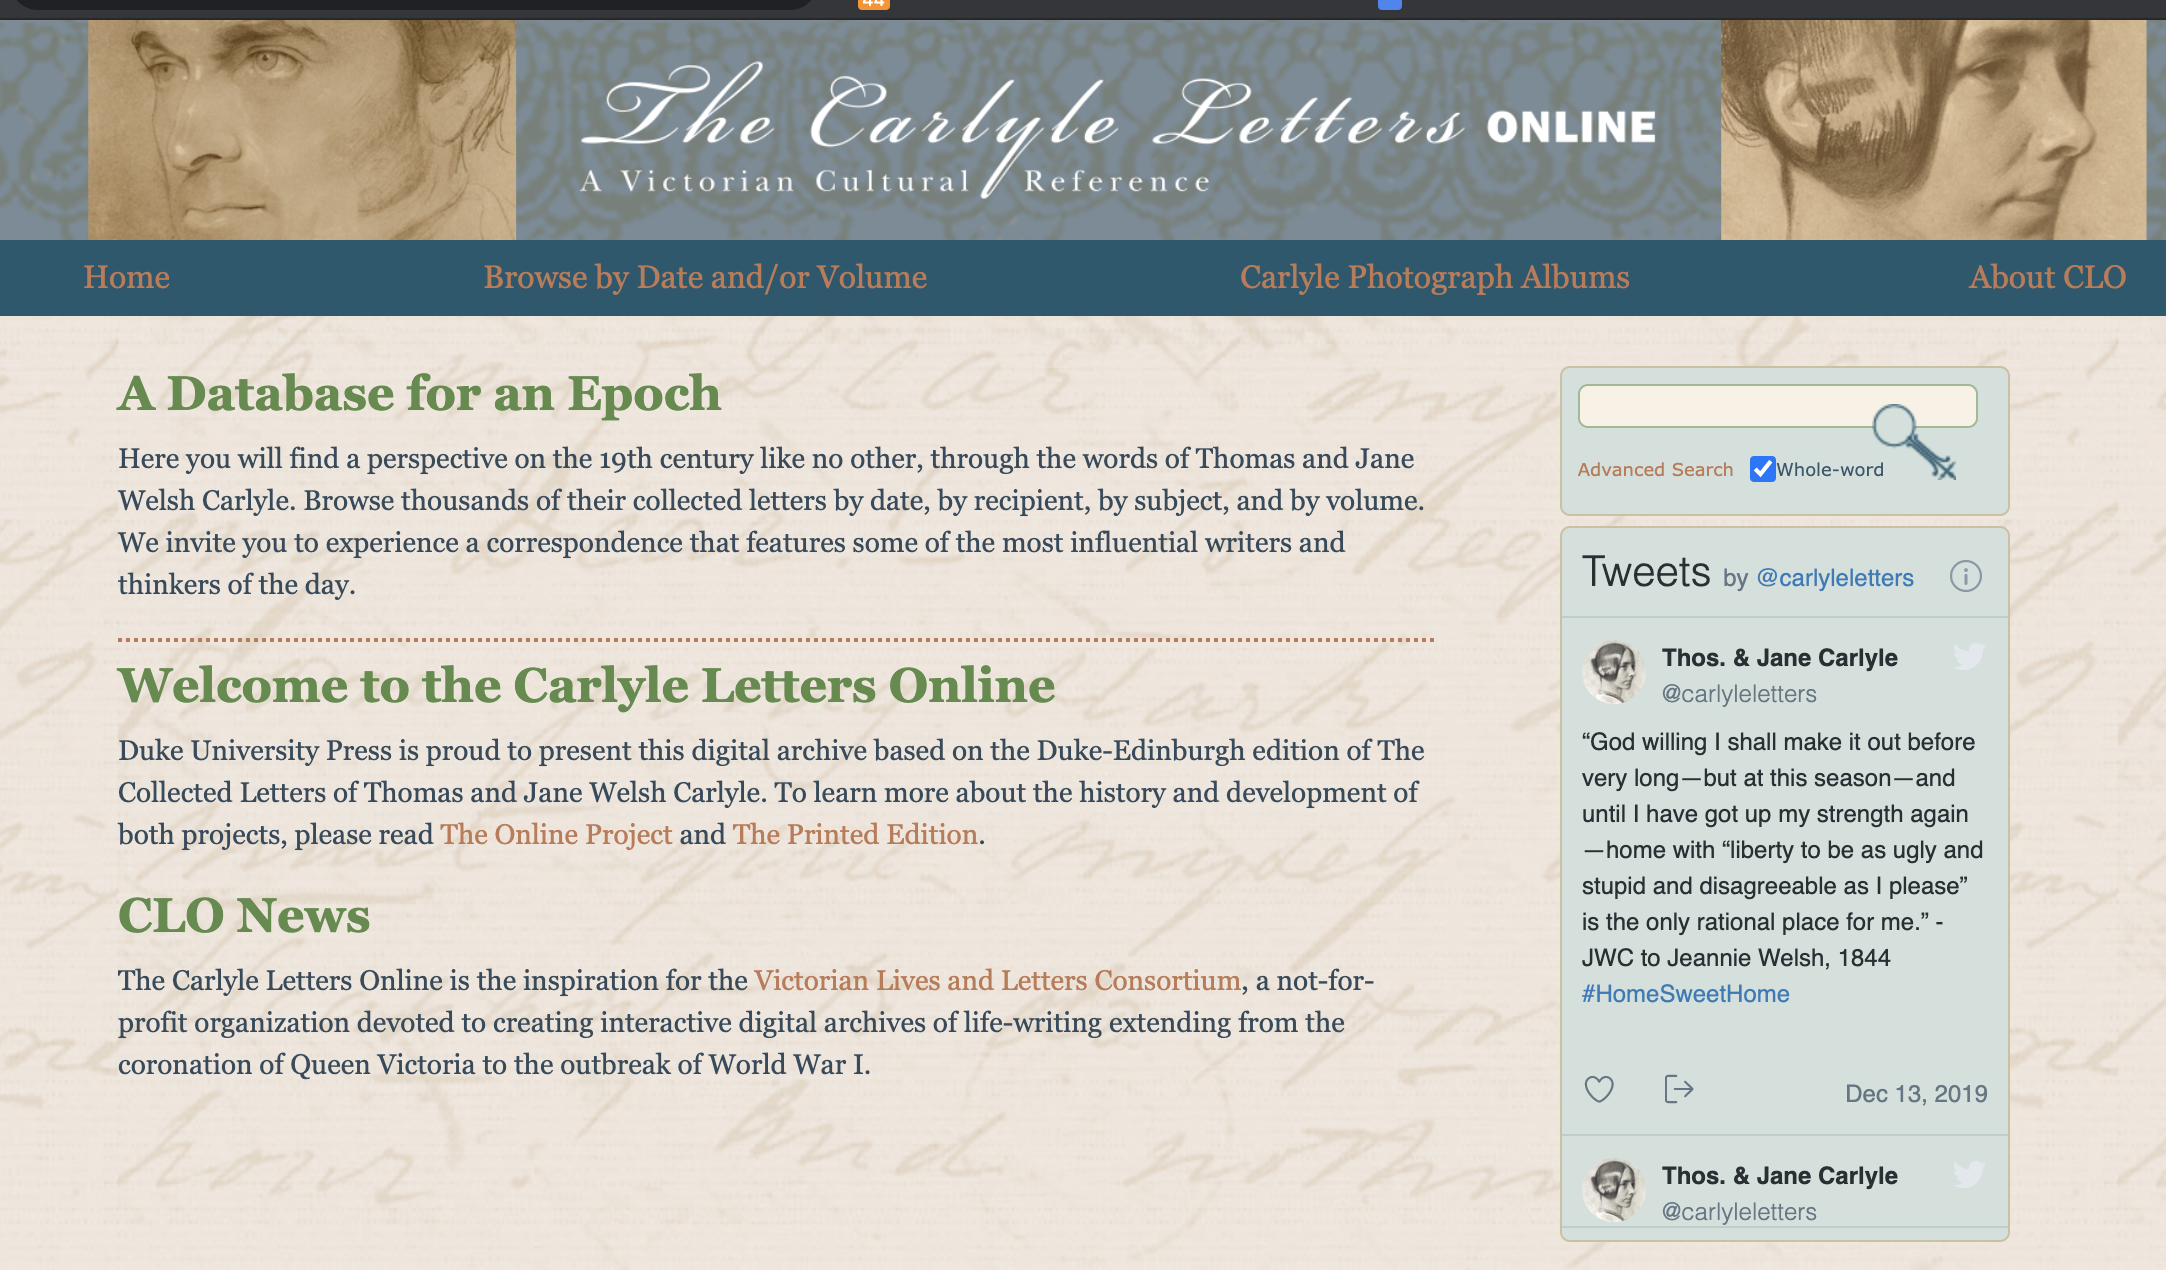 44
The Carlyle Letters ONLINE
A Victorian Cultural Reference
Home
Browse by Date and/or Volume
Carlyle Photograph Albums
About CLO
A Database for an Epoch
Here you will find a perspective on the 19th century like no other, through the words of Thomas and Jane
Welsh Carlyle. Browse thousands of their collected letters by date, by recipient, by subject, and by volume.
We invite you to experience a correspondence that features some of the most influential writers and
thinkers of the day.
Welcome to the Carlyle Letters Online
Duke University Press is proud to present this digital archive based on the Duke-Edinburgh edition of The
Collected Letters of Thomas and Jane Welsh Carlyle. To learn more about the history and development of
both projects, please read The Online Project and The Printed Edition.
CLO News
The Carlyle Letters Online is the inspiration for the Victorian Lives and Letters Consortium, a not-for-
profit organization devoted to creating interactive digital archives of life-writing extending from the
coronation of Queen Victoria to the outbreak of World War I.
Advanced Search Whole-word
Tweets by @carlyleletters
Thos. & Jane Carlyle
@carlyleletters
“God willing I shall make it out before
very long—but at this season—and
until I have got up my strength again
—home with “liberty to be as ugly and
stupid and disagreeable as I please”
is the only rational place for me.” -
JWC to Jeannie Welsh, 1844
#HomeSweetHome
Dec 13, 2019
Thos. & Jane Carlyle
@carlyleletters